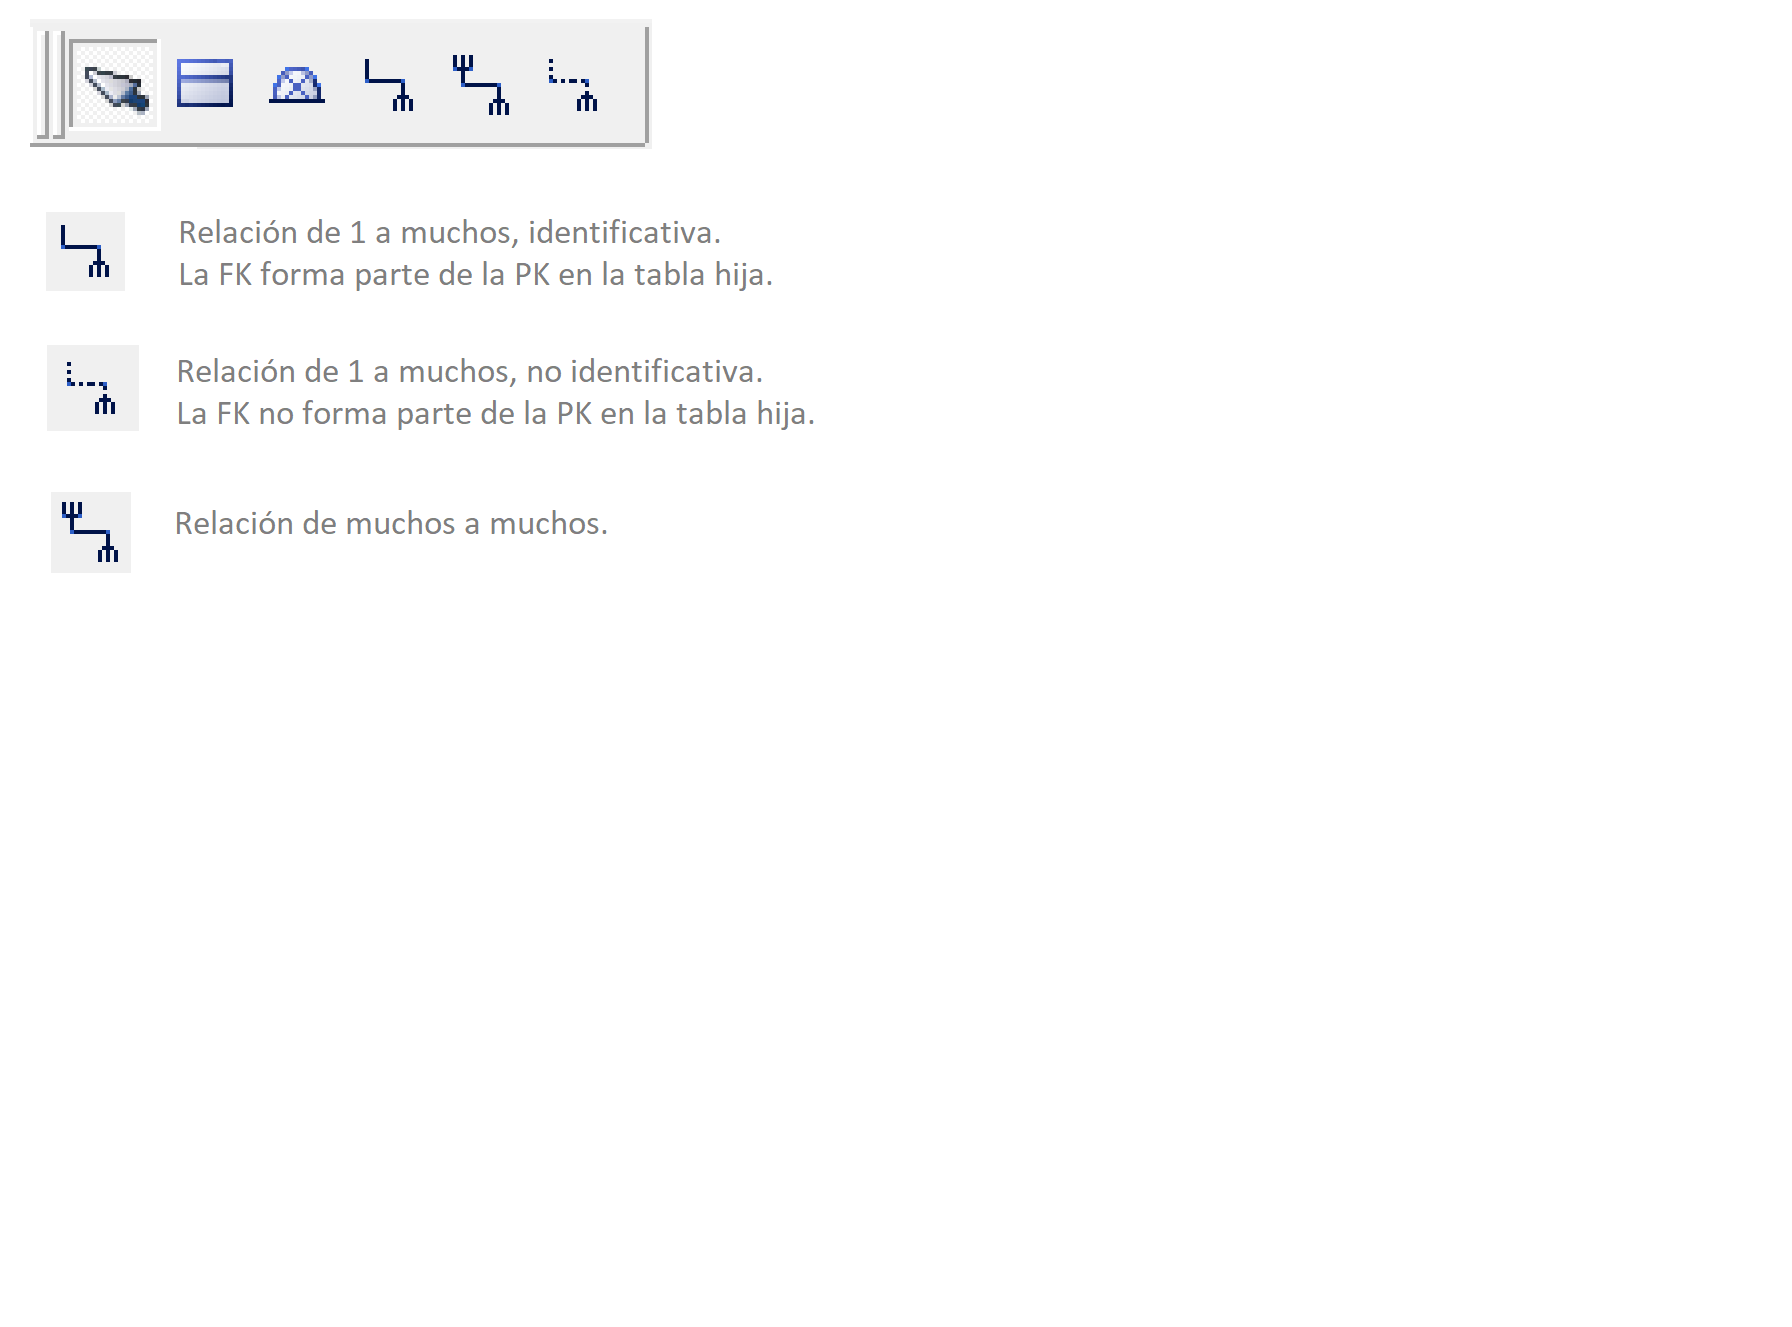 Relación de 1 a muchos, identificativa.
La FK forma parte de la PK en la tabla hija.
Relación de 1 a muchos, no identificativa.
La FK no forma parte de la PK en la tabla hija.
Relación de muchos a muchos.